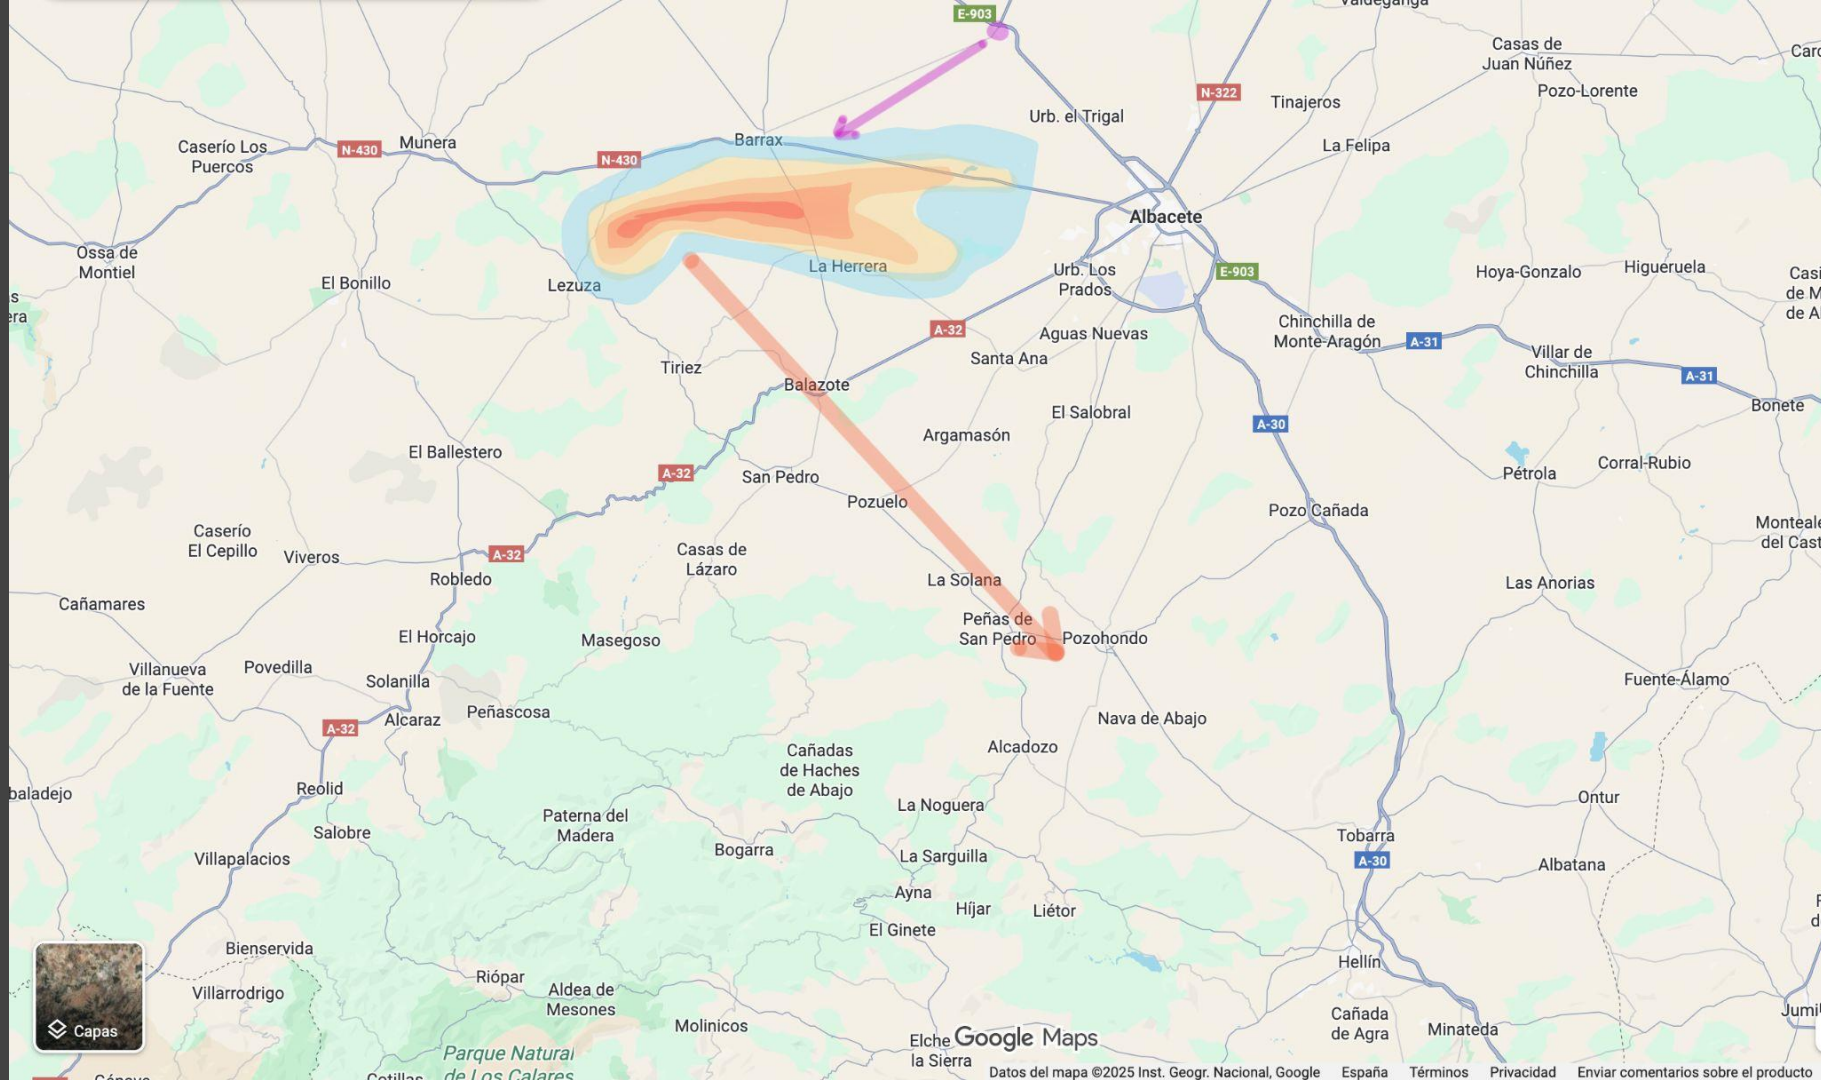 E-903
Casas de
Juan Núñez
N-322
Tinajeros
Pozo-Lorente
Urb. el Trigal
Barrax
Munera
Caserío Los
Puercos
N-430
N-430
La Felipa
Albacete
Ossa de
Montiel
El Bonillo
Lezuza
La Herrera
Urb. Los
Prados
E-903
Hoya-Gonzalo
Higueruela
A-32
Aguas Nuevas
Chinchilla de
Monte-Aragón
A-31
Villar de
Chinchilla
A-31
Santa Ana
Tiriez
Balazote
Bonete
El Salobral
A-30
Argamasón
El Ballestero
A-32
San Pedro
Pétrola
Corral-Rubio
Pozuelo
Pozo Cañada
Caserío
El Cepillo
Viveros
A-32
Casas de
Lázaro
Monteale
del Cast
Robledo
La Solana
Las Anorias
Cañamares
El Horcajo
Masegoso
Peñas de
San Pedro
Pozohondo
Villanueva
de la Fuente
Povedilla
Solanilla
Fuente-Álamo
A-32
Alcaraz
Peñascosa
Nava de Abajo
Cañadas
de Haches
de Abajo
Alcadozo
Reolid
baladejo
La Noguera
Ontur
Salobre
Paterna del
Madera
Tobarra
Villapalacios
Bogarra
La Sarguilla
A-30
Albatana
Ayna
Híjar
Liétor
El Ginete
Bienservida
Hellín
Riópar
Villarrodrigo
Aldea de
Mesones
Molinicos
Cañada
de Agra
Minateda
Capas
Elche
la Sierra
Google Maps
Parque Natural
de Los Calares
Datos del mapa ©2025 Inst. Geogr. Nacional, Google España Términos Privacidad Enviar comentarios sobre el producto